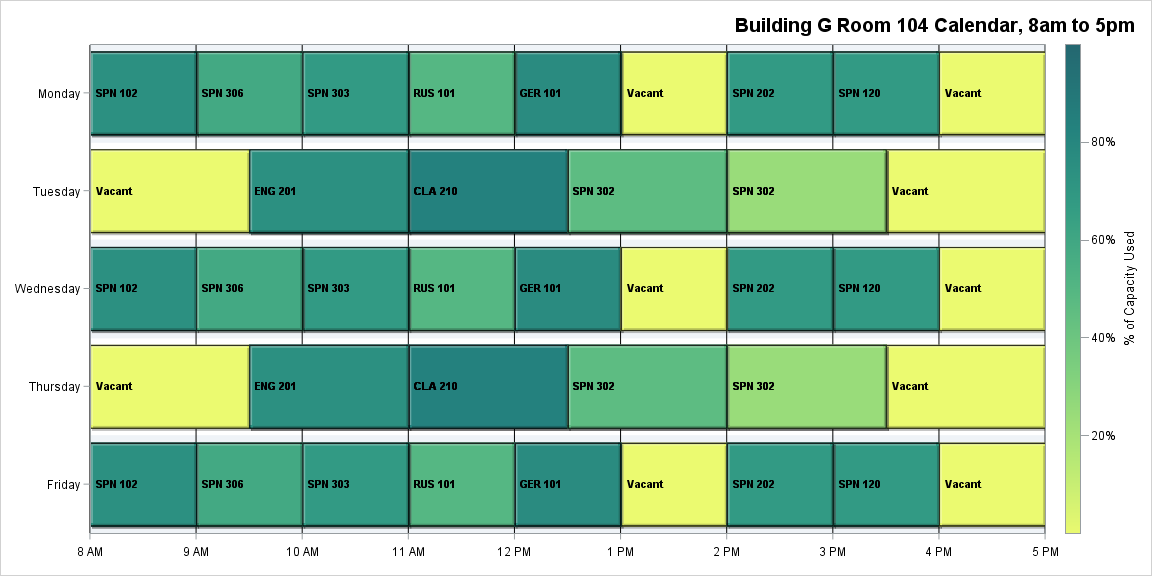 Building G Room 104 Calendar, 8am to 5pm
Monday
SPN 102 SPN 306 SPN 303 RUS 101 GER 101 Vacant SPN 202 SPN 120 Vacant
Tuesday
Vacant ENG 201 CLA 210 SPN 302 SPN 302 Vacant
Wednesday
SPN 102 SPN 306 SPN 303 RUS 101 GER 101 Vacant SPN 202 SPN 120 Vacant
Thursday
Vacant ENG 201 CLA 210 SPN 302 SPN 302 Vacant
Friday
SPN 102 SPN 306 SPN 303 RUS 101 GER 101 Vacant SPN 202 SPN 120 Vacant
8 AM 9 AM 10 AM 11 AM 12 PM 1 PM 2 PM 3 PM 4 PM 5 PM
80%
60%
40%
20%
% of Capacity Used